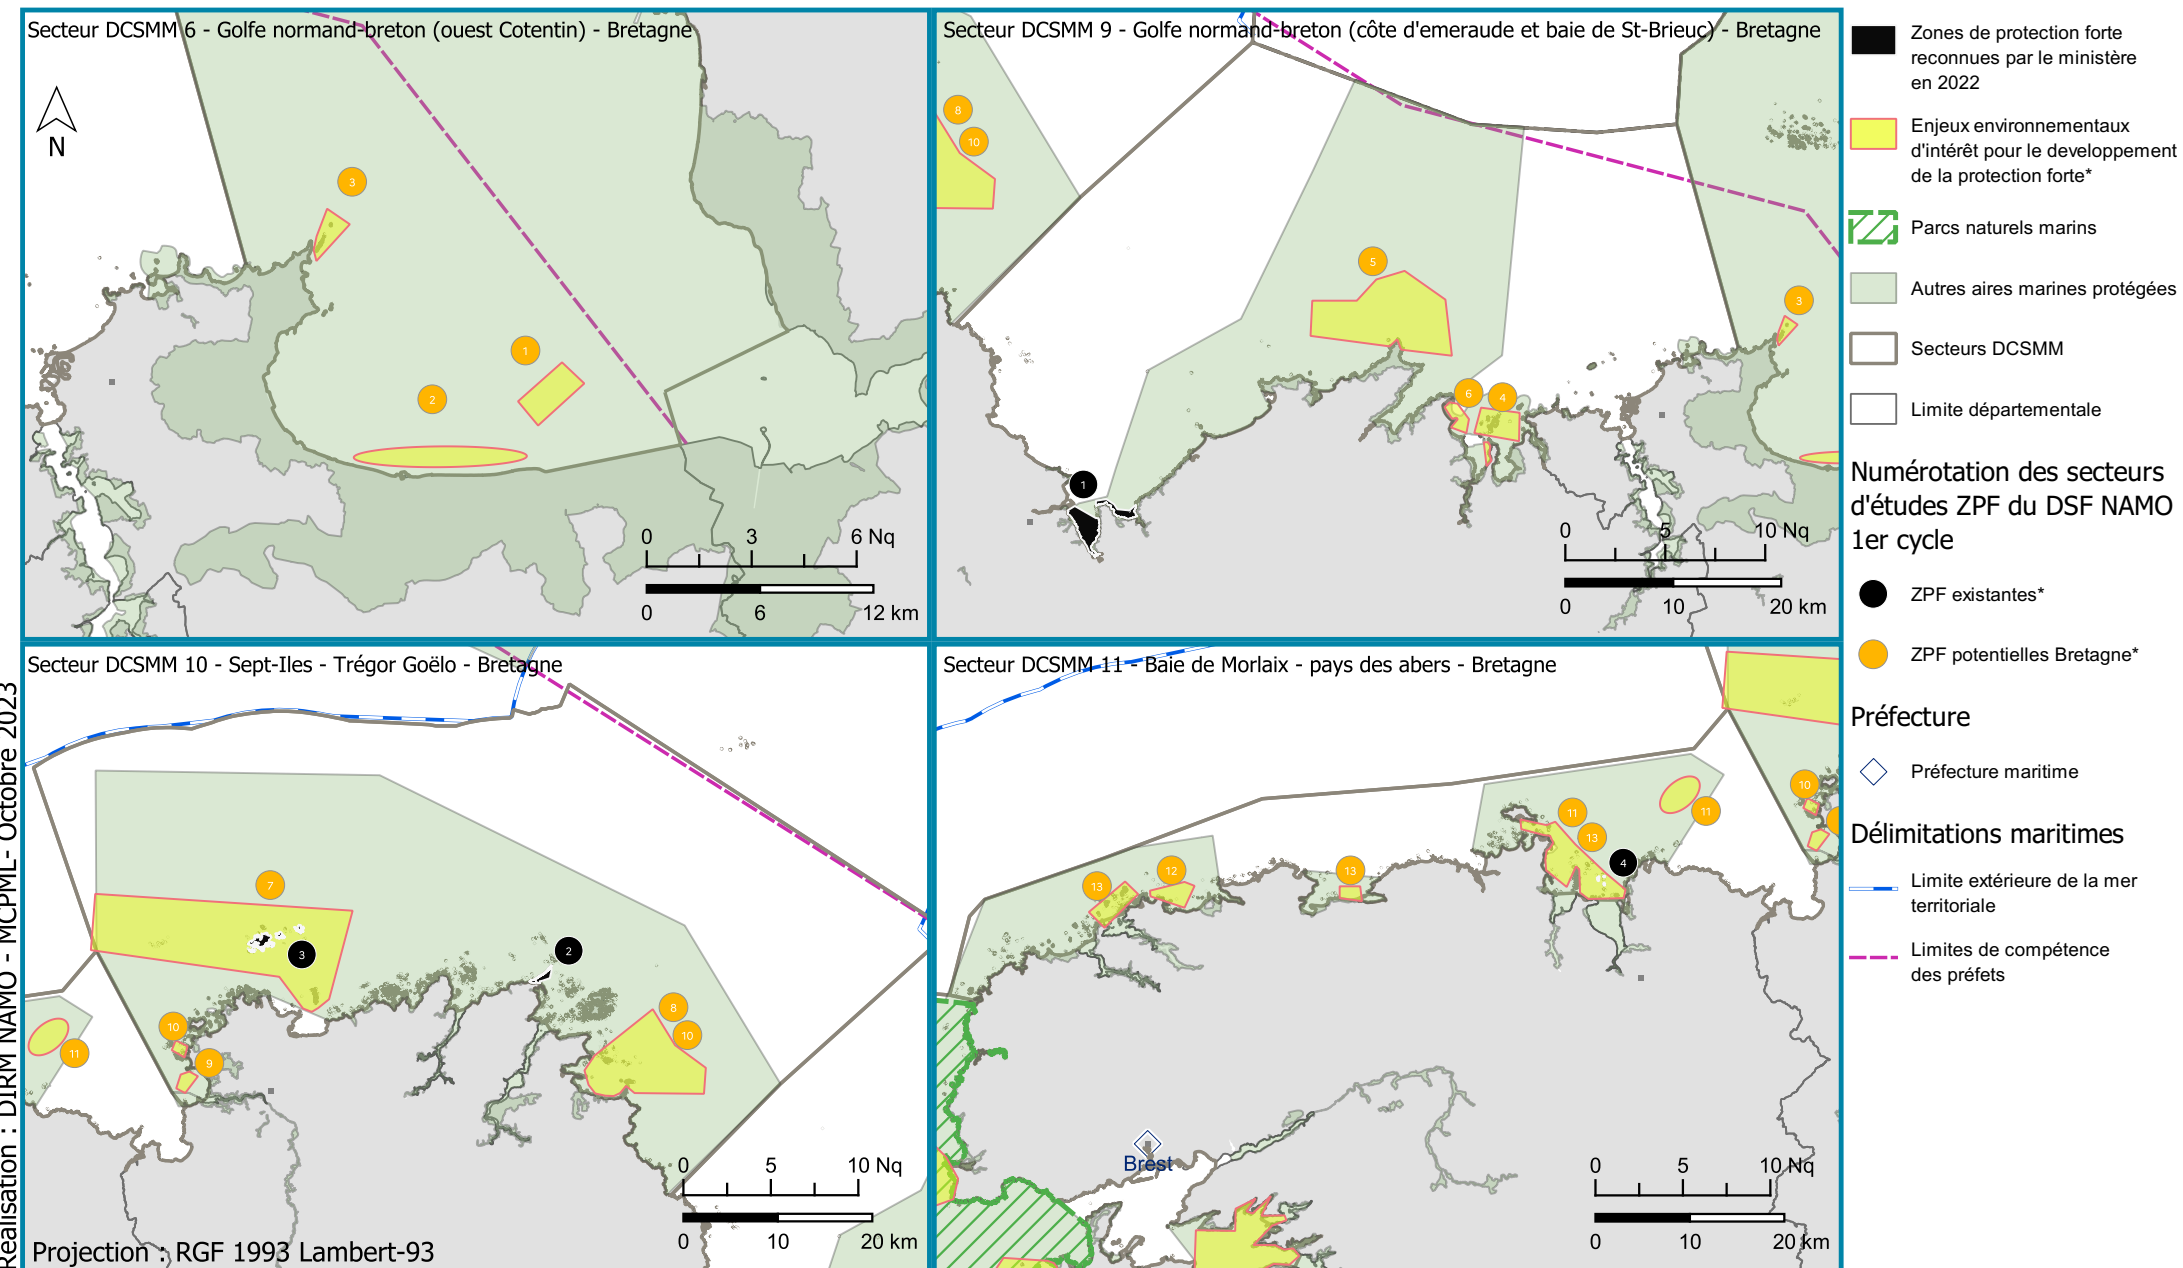 Secteur DCSMM 6 - Golfe normand-breton (ouest Cotentin) - Bretagne
N
3
1
2
0 3 6 Nq
0 6 12 km
Secteur DCSMM 9 - Golfe normand-breton (côte d'emeraude et baie de St-Brieuc) - Bretagne
8
10
5
3
6
4
1
0 5 10 Nq
0 10 20 km
Secteur DCSMM 10 - Sept-Iles - Trégor Goëlo - Bretagne
7
3
2
8
10
10
9
11
0 5 10 Nq
0 10 20 km
Projection : RGF 1993 Lambert-93
Secteur DCSMM 11 - Baie de Morlaix - pays des abers - Bretagne
10
11
11
13
4
13
12
13
Brest
0 5 10 Nq
0 10 20 km
Réalisation : DIRM NAMO - MCPML- Octobre 2023
Zones de protection forte
reconnues par le ministère
en 2022
Enjeux environnementaux
d'intérêt pour le developpement
de la protection forte*
Parcs naturels marins
Autres aires marines protégées
Secteurs DCSMM
Limite départementale
Numérotation des secteurs
d'études ZPF du DSF NAMO
1er cycle
ZPF existantes*
ZPF potentielles Bretagne*
Préfecture
Préfecture maritime
Délimitations maritimes
Limite extérieure de la mer
territoriale
Limites de compétence
des préfets